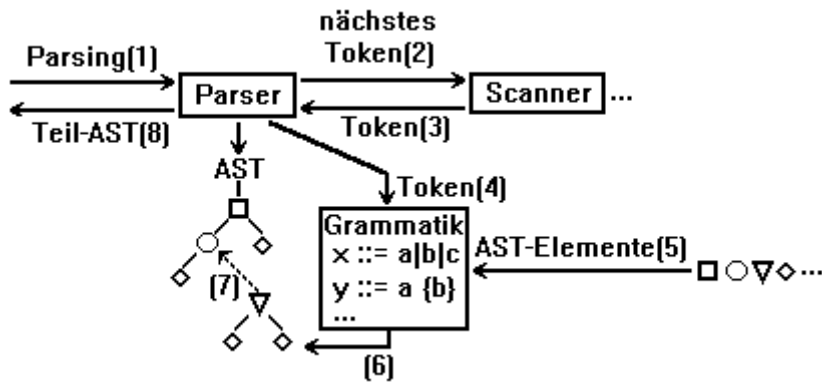 nächstes
Parsing(1)
Token(2)
Parser
Scanner ...
Teil-AST(8)
Token(3)
AST
Token(4)
Grammatik
x ::= a|b|c
AST-Elemente(5)
y ::= a {b}
...
...
(7)
(6)